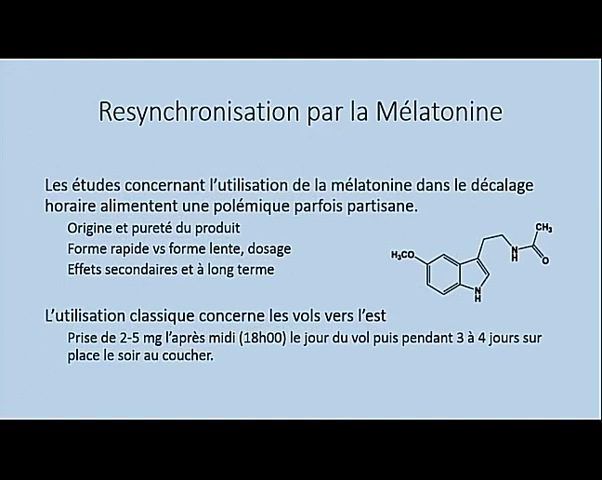 Resynchronisation par la Mélatonine
Les études concernant l'utilisation de la mélatonine dans le décalage
horaire alimentent une polémique parfois partisane.
Origine et pureté du produit
Forme rapide vs forme lente, dosage
Effets secondaires et à long terme
CH₃
H₃CO
N
H
O
N
H
L'utilisation classique concerne les vols vers l'est
Prise de 2-5 mg l'après midi (18h00) le jour du vol puis pendant 3 à 4 jours sur
place le soir au coucher.